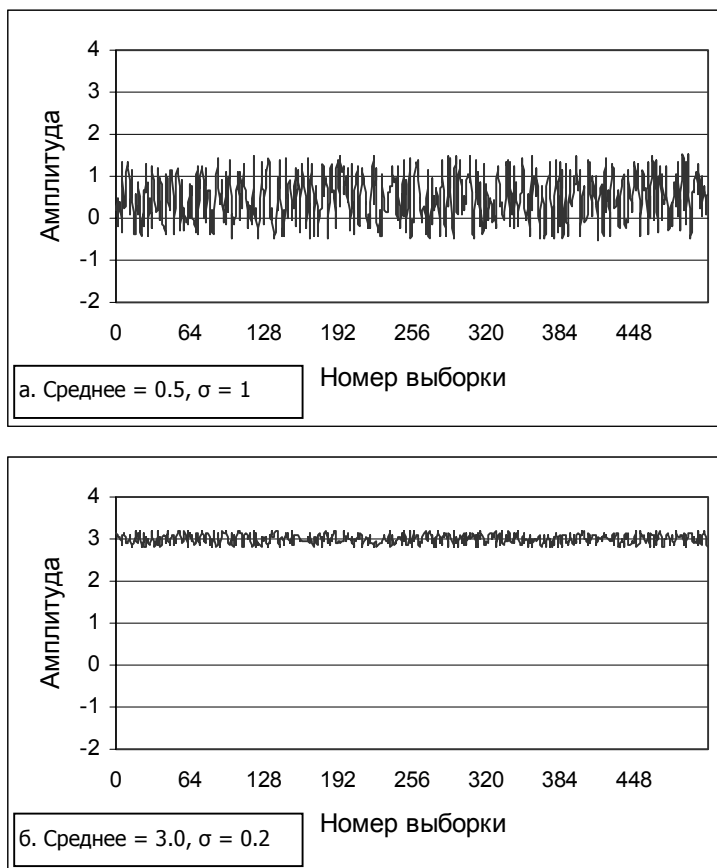 4
3
2
1
0
-1
-2
Амплитуда
0 64 128 192 256 320 384 448
Номер выборки
а. Среднее = 0.5, σ = 1
4
3
2
1
0
-1
-2
Амплитуда
0 64 128 192 256 320 384 448
Номер выборки
б. Среднее = 3.0, σ = 0.2